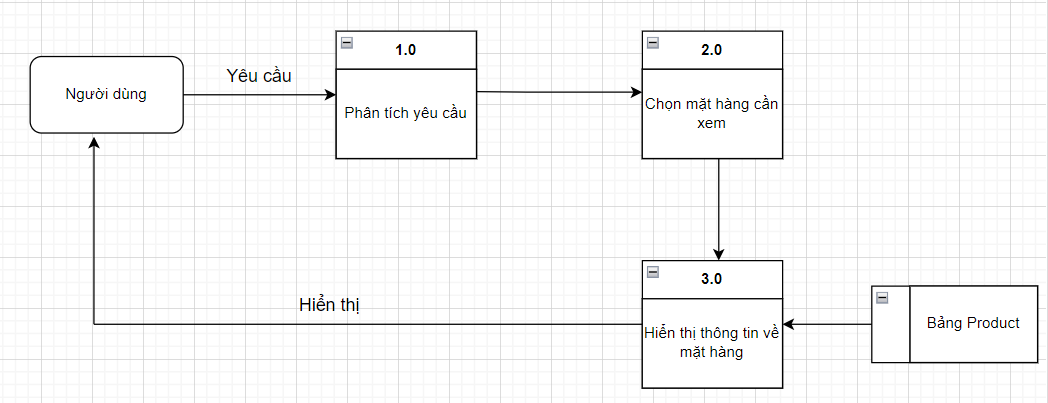 1.0
2.0
Người dùng
Yêu cầu
Phân tích yêu cầu
Chọn mặt hàng cần
xem
3.0
Hiển thị
Hiển thị thông tin về
mặt hàng
Bảng Product